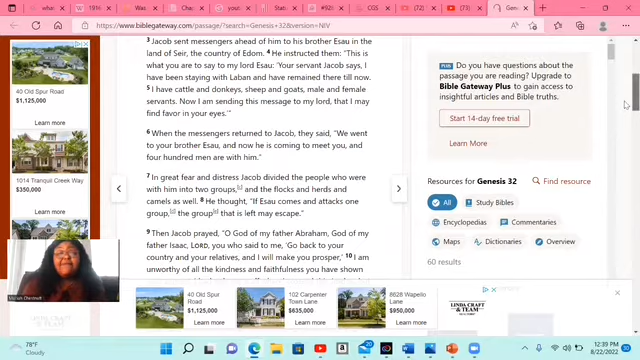 what
1916
Was
yout
Stati
#92
CGS
(72)
(73)
Gene
https://www.biblegateway.com/passage/?search=Genesis+32&version=NIV
40 Old Spur
Road
$1,125,000
Learn more
1014 Tranquil Creek Way
$350,000
Learn more
3 Jacob sent messengers ahead of him to his brother Esau in
the land of Seir, the country of Edom. 4 He instructed them: “This
is what you are to say to my lord Esau: ‘Your servant Jacob says, I
have been staying with Laban and have remained there till now.
5 I have cattle and donkeys, sheep and goats, male and female
servants. Now I am sending this message to my lord, that I may
find favor in your eyes.’”
6 When the messengers returned to Jacob, they said, “We went
to your brother Esau, and now he is coming to meet you, and
four hundred men are with him.”
7 In great fear and distress Jacob divided the people who were
with him into two groups,[c] and the flocks and herds and
camels as well. 8 He thought, “If Esau comes and attacks one
group,[d] the group[e] that is left may escape.”
9 Then Jacob prayed, “O God of my father Abraham, God of my
father Isaac, LORD, you who said to me, ‘Go back to your
country and your relatives, and I will make you prosper,’ 10 I am
unworthy of all the kindness and faithfulness you have shown
PLUS Do you have questions about the
passage you are reading? Upgrade to
Bible Gateway Plus to gain access to
insightful articles and Bible truths.
Start 14-day free trial
Learn More
Resources for Genesis 32
Find resource
All
Study Bibles
Encyclopedias
Commentaries
Maps
Dictionaries
Overview
60 results
40 Old Spur
Road
$1,125,000
Learn more
102 Carpenter
Town Lane
$635,000
Learn more
8628 Wapello
Lane
$950,000
Learn more
LINDA CRAFT
& TEAM
78°F
Cloudy
20
12:39 PM
8/22/2022